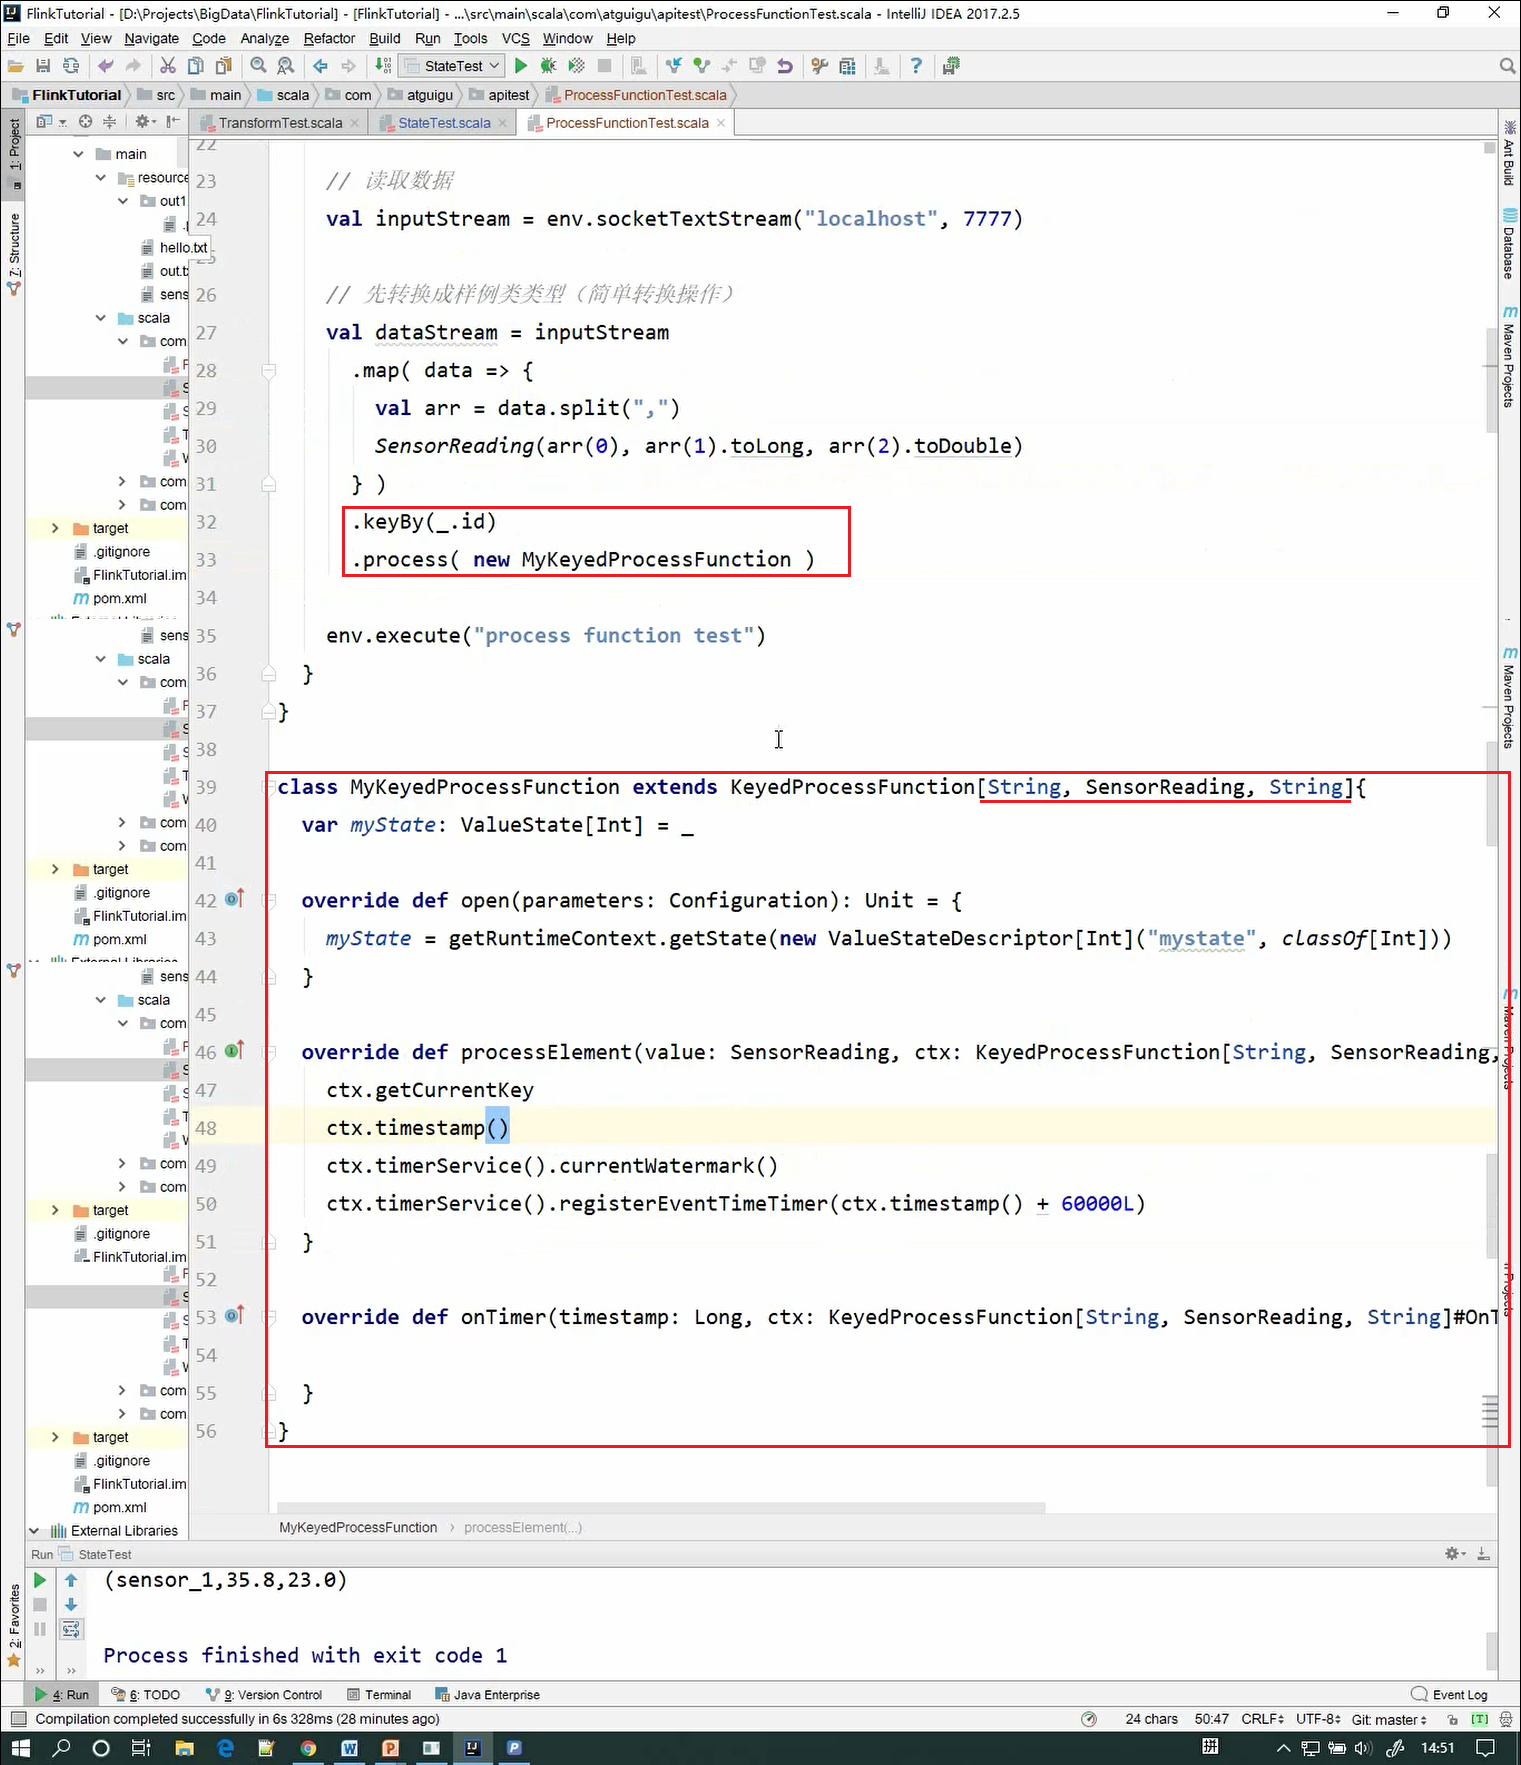 FlinkTutorial - [D:\Projects\BigData\FlinkTutorial] - [FlinkTutorial] - ...\src\main\scala\com\atguigu\apitest\ProcessFunctionTest.scala - IntelliJ IDEA 2017.2.5
File Edit View Navigate Code Analyze Refactor Build Run Tools VCS Window Help
StateTest
FlinkTutorial src main scala com atguigu apitest ProcessFunctionTest.scala
TransformTest.scala StateTest.scala ProcessFunctionTest.scala
1: Project
7: Structure
2: Favorites
Ant Build
Database
Maven Projects
Maven Projects
main
resource
out1
hello.txt
out.t
sens
scala
com
com
com
target
.gitignore
FlinkTutorial.im
pom.xml
sens
scala
com
com
com
target
.gitignore
FlinkTutorial.im
pom.xml
sens
scala
com
com
com
target
.gitignore
FlinkTutorial.im
com
com
target
.gitignore
FlinkTutorial.im
pom.xml
External Libraries
22
23 // 读取数据
24 val inputStream = env.socketTextStream("localhost", 7777)
25
26 // 先转换成样例类类型（简单转换操作）
27 val dataStream = inputStream
28 .map( data => {
29 val arr = data.split(",")
30 SensorReading(arr(0), arr(1).toLong, arr(2).toDouble)
31 } )
32 .keyBy(_.id)
33 .process( new MyKeyedProcessFunction )
34
35 env.execute("process function test")
36 }
37 }
38
39 class MyKeyedProcessFunction extends KeyedProcessFunction[String, SensorReading, String]{
40 var myState: ValueState[Int] = _
41
42 override def open(parameters: Configuration): Unit = {
43 myState = getRuntimeContext.getState(new ValueStateDescriptor[Int]("mystate", classOf[Int]))
44 }
45
46 override def processElement(value: SensorReading, ctx: KeyedProcessFunction[String, SensorReading,
47 ctx.getCurrentKey
48 ctx.timestamp()
49 ctx.timerService().currentWatermark()
50 ctx.timerService().registerEventTimeTimer(ctx.timestamp() + 60000L)
51 }
52
53 override def onTimer(timestamp: Long, ctx: KeyedProcessFunction[String, SensorReading, String]#OnT
54
55 }
56 }
MyKeyedProcessFunction › processElement(...)
Run StateTest
(sensor_1,35.8,23.0)
Process finished with exit code 1
4: Run 6: TODO 9: Version Control Terminal Java Enterprise Event Log
Compilation completed successfully in 6s 328ms (28 minutes ago) 24 chars 50:47 CRLF UTF-8 Git: master
拼 14:51